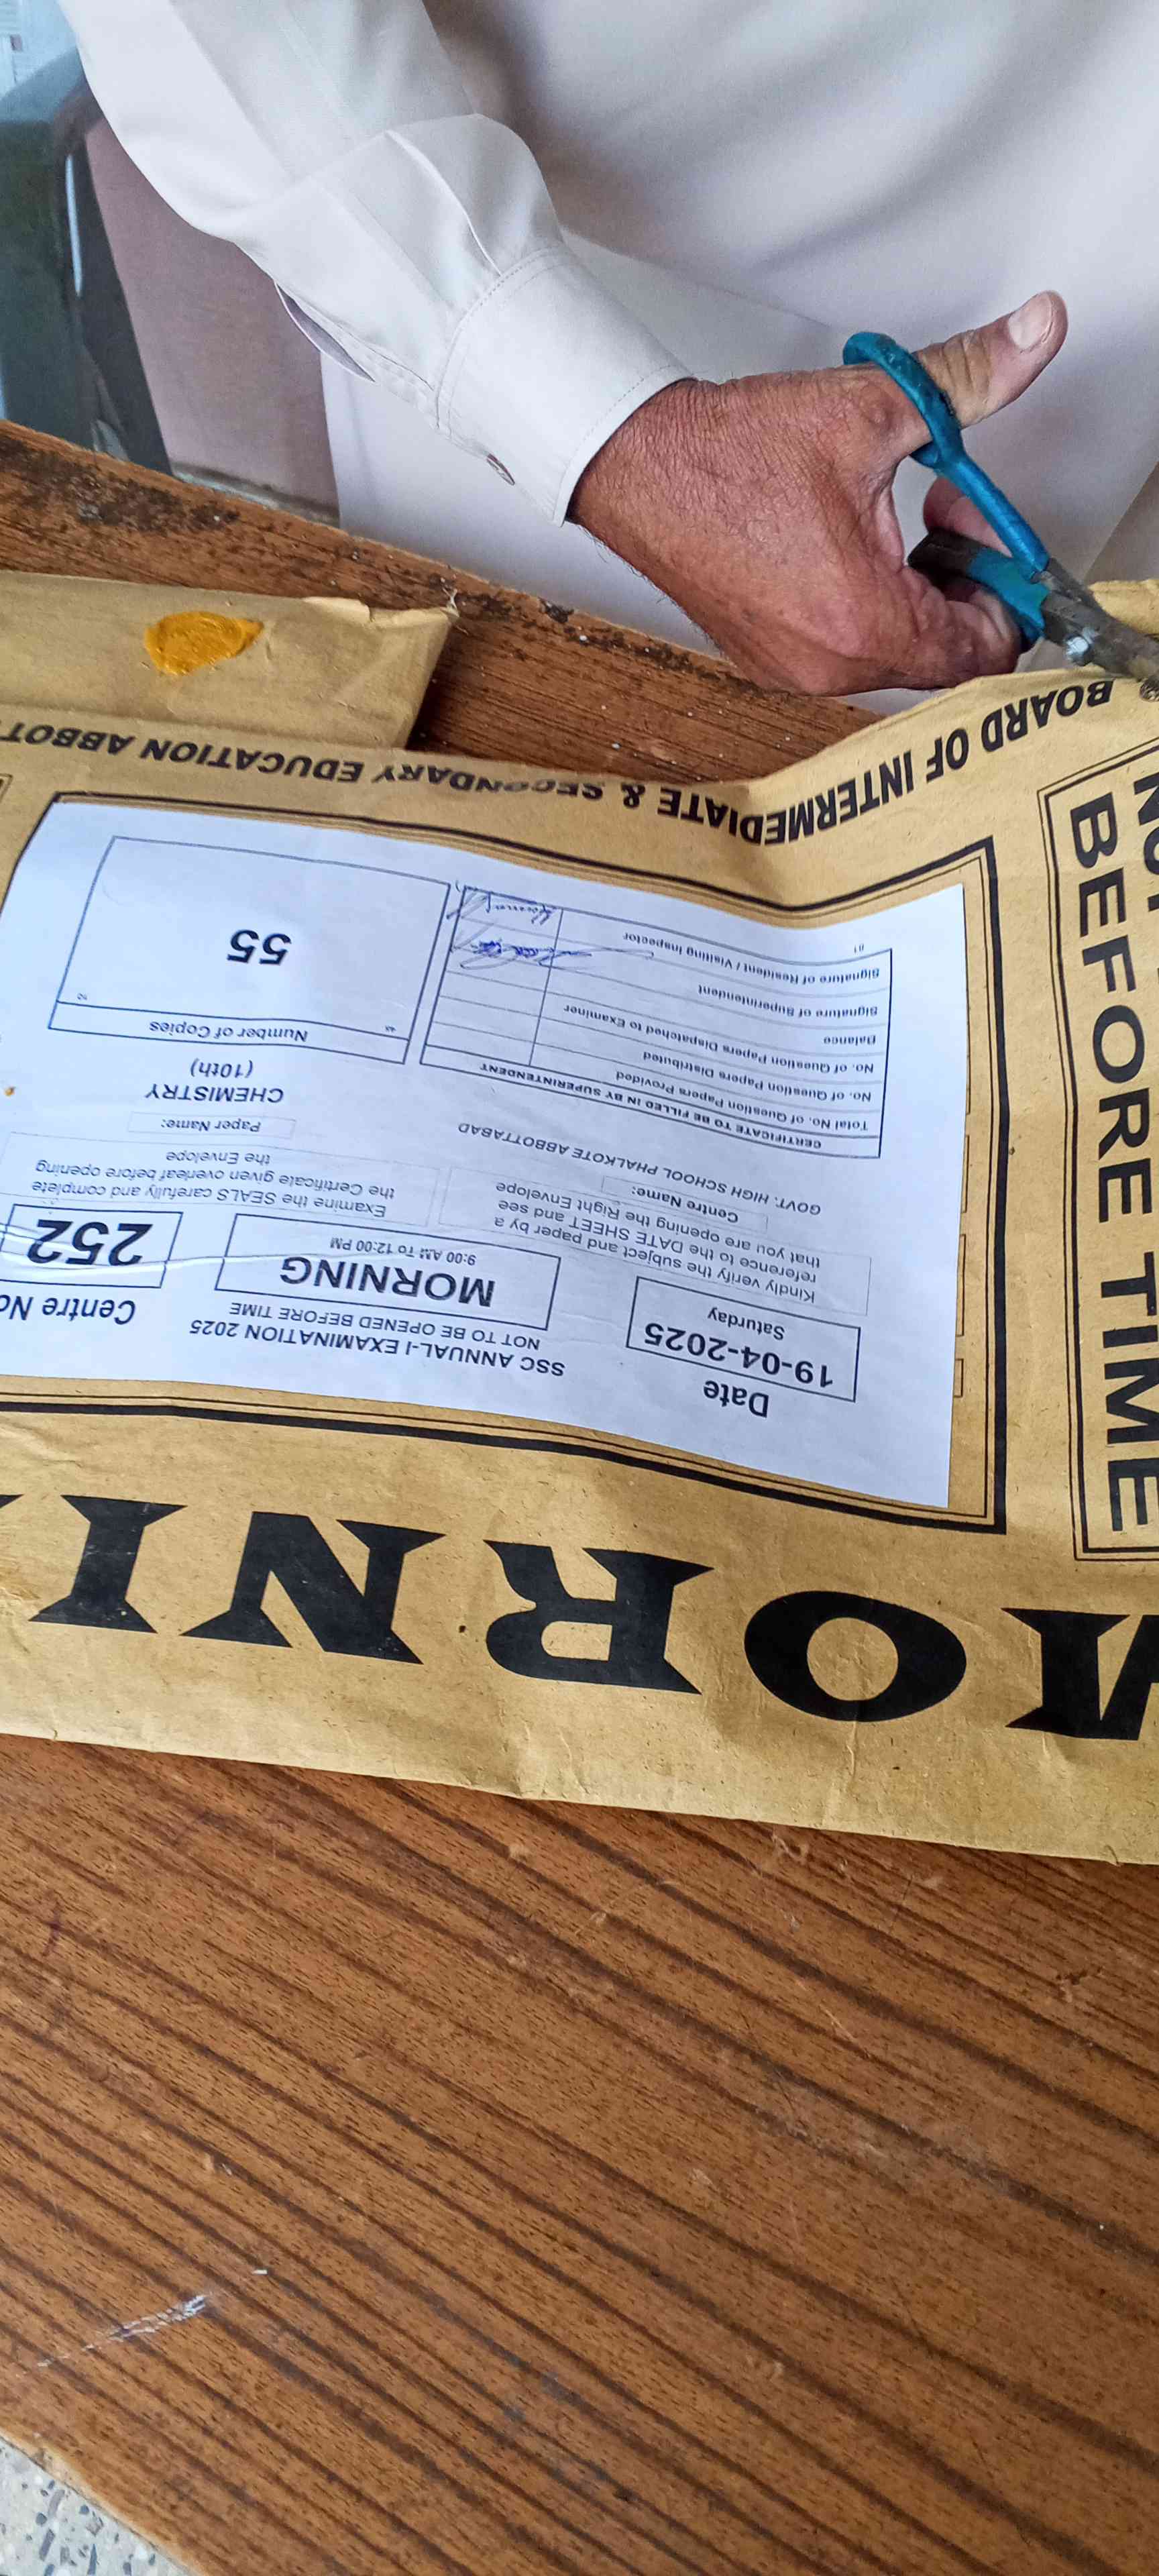 MORNI
NOT
BEFORE TIME
Date
19-04-2025
Saturday
SSC ANNUAL-I EXAMINATION 2025
NOT TO BE OPENED BEFORE TIME
MORNING
9:00 AM To 12:00 PM
Centre No
252
Kindly verify the subject and paper by a
reference to the DATE SHEET and see
that you are opening the Right Envelope
Examine the SEALS carefully and complete
the Certificate given overleaf before opening
the Envelope
Centre Name:
GOVT. HIGH SCHOOL PHALKOTE ABBOTTABAD
Paper Name:
CHEMISTRY
(10th)
CERTIFICATE TO BE FILLED IN BY SUPERINTENDENT
Total No. of Question Papers Provided
No. of Question Papers Distributed
No. of Question Papers Dispatched to Examiner
Balance
Signature of Superintendent
Signature of Resident / Visiting Inspector
Number of Copies
55
BOARD OF INTERMEDIATE & SECONDARY EDUCATION ABBOT